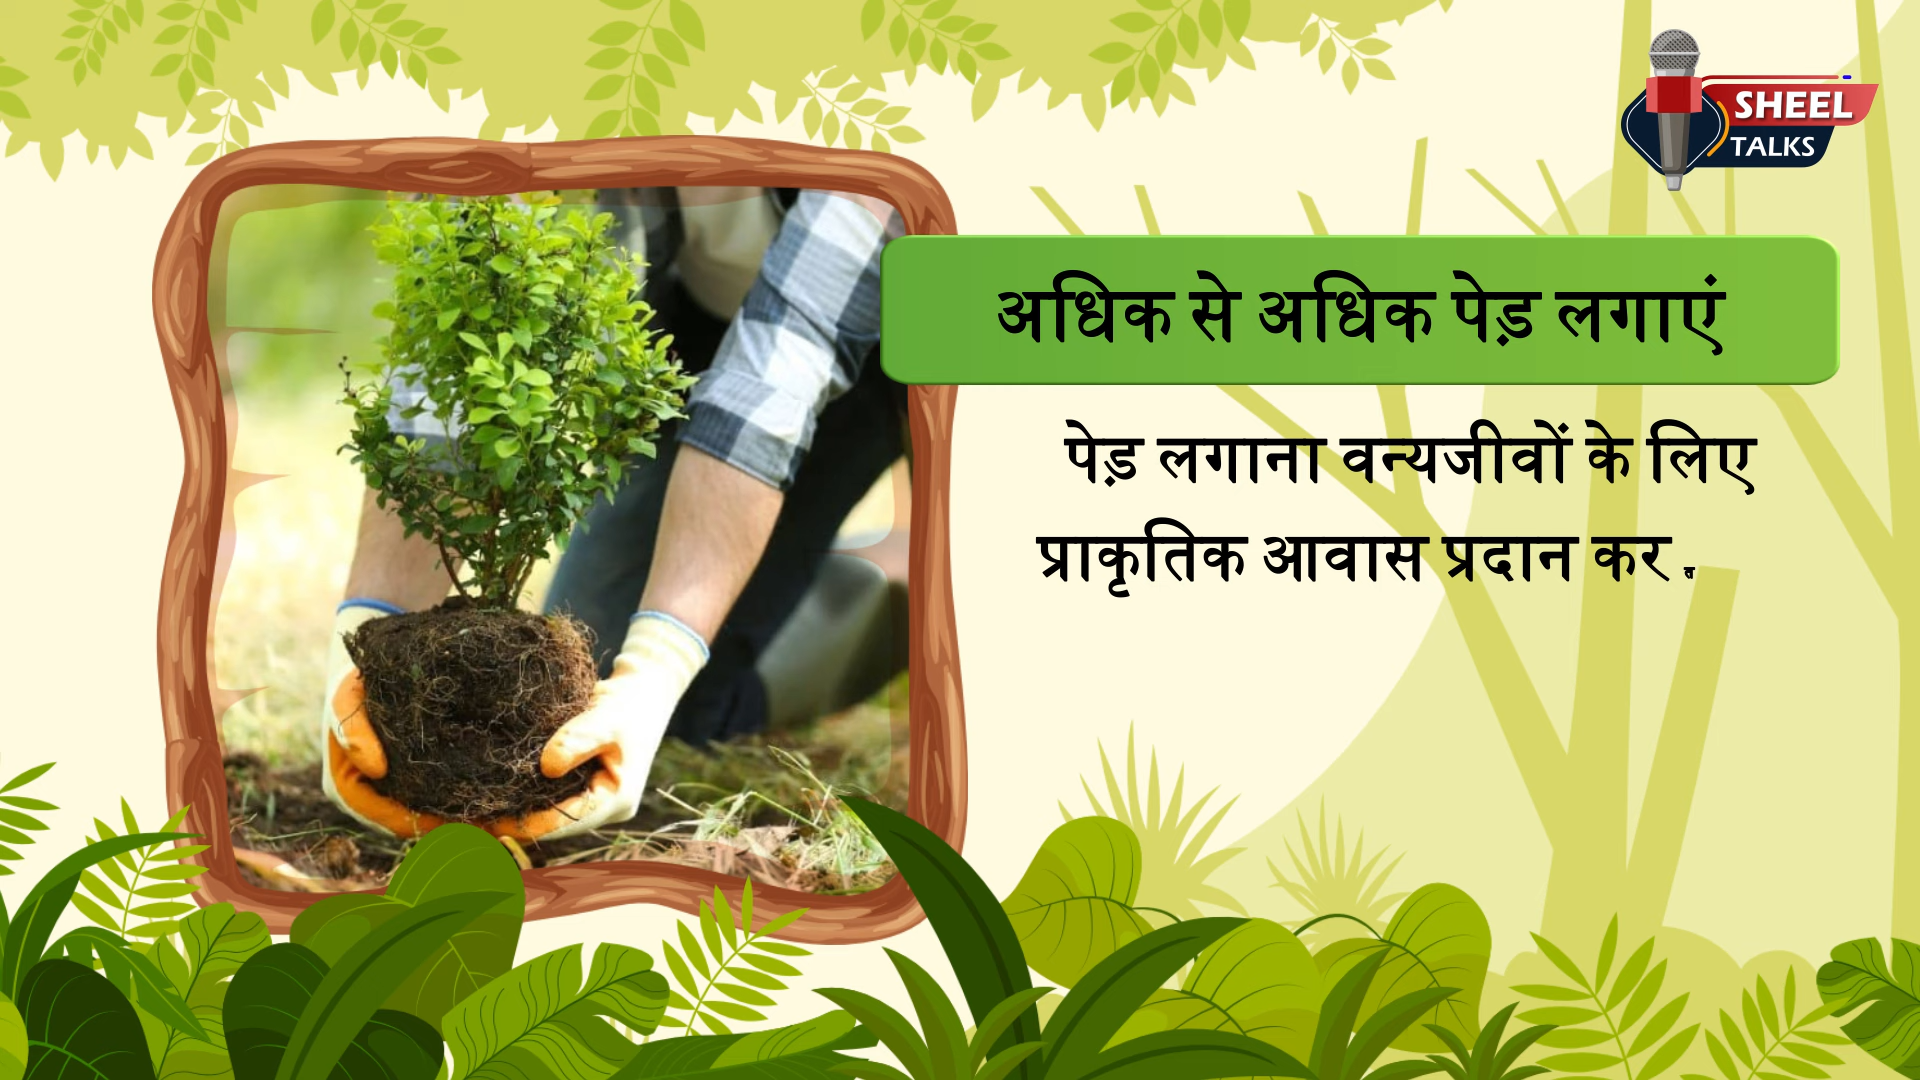 SHEEL
TALKS
अधिक से अधिक पेड़ लगाएं
पेड़ लगाना वन्यजीवों के लिए
प्राकृतिक आवास प्रदान कर त